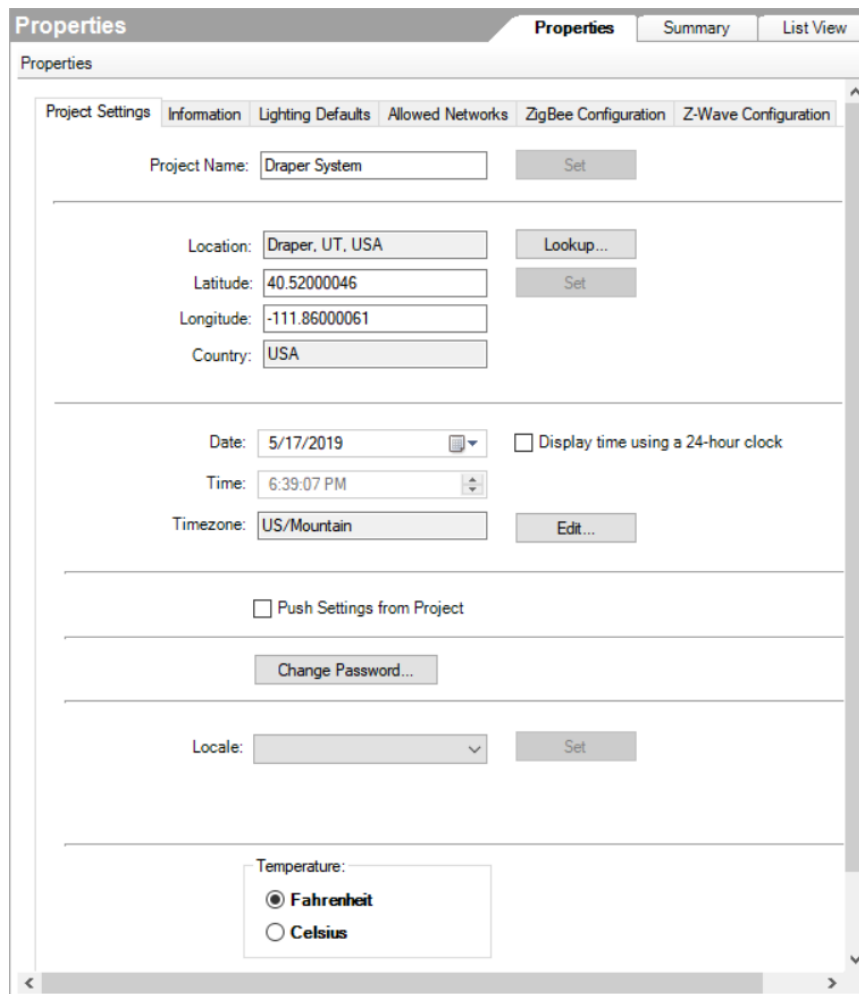 Properties
Properties Summary List View
Properties
Project Settings Information Lighting Defaults Allowed Networks ZigBee Configuration Z-Wave Configuration
Project Name: Draper System Set
Location: Draper, UT, USA Lookup...
Latitude: 40.52000046 Set
Longitude: -111.86000061
Country: USA
Date: 5/17/2019 Display time using a 24-hour clock
Time: 6:39:07 PM
Timezone: US/Mountain Edit...
Push Settings from Project
Change Password...
Locale: Set
Temperature:
Fahrenheit
Celsius